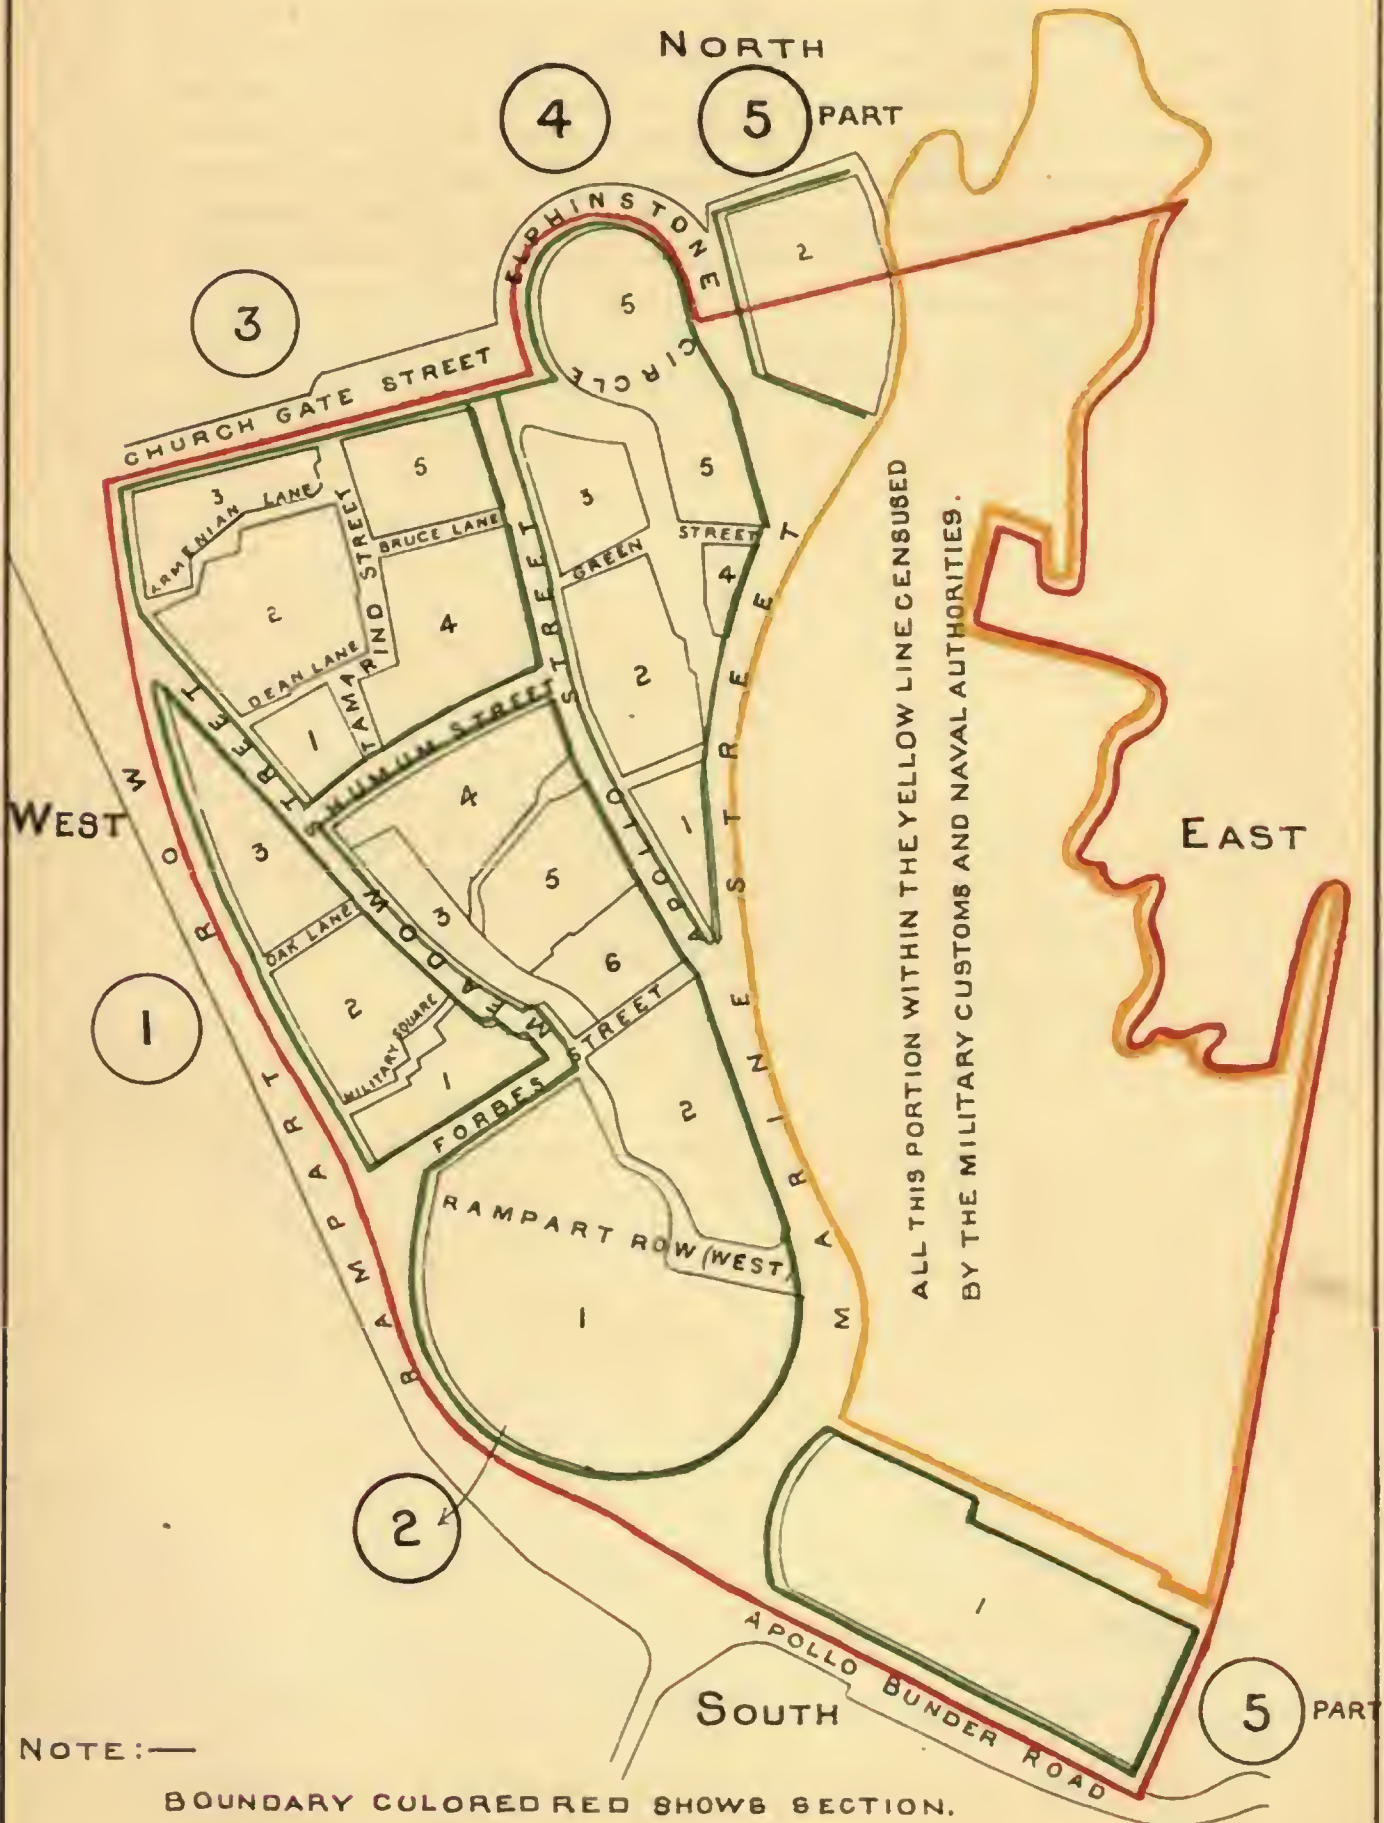 NORTH
4
5 PART
3
ELPHINSTONE
CIRCLE
5
2
CHURCH GATE STREET
3
ARMENIAN LANE
5
BRUCE LANE
TAMARIND STREET
2
4
DEAN LANE
1
3
GREEN STREET
5
4
2
1
APOLLO STREET
HUMUM STREET
MARINE STREET
MEADOW STREET
WEST
EAST
4
3
5
6
3
OAK LANE
2
MILITARY SQUARE
1
FORBES STREET
2
RAMPART ROW (WEST)
1
RAMPART ROW
1
2
ALL THIS PORTION WITHIN THE YELLOW LINE CENSUSED
BY THE MILITARY CUSTOMS AND NAVAL AUTHORITIES.
1
APOLLO BUNDER ROAD
SOUTH
5 PART
NOTE:—
BOUNDARY COLORED RED SHOWS SECTION.